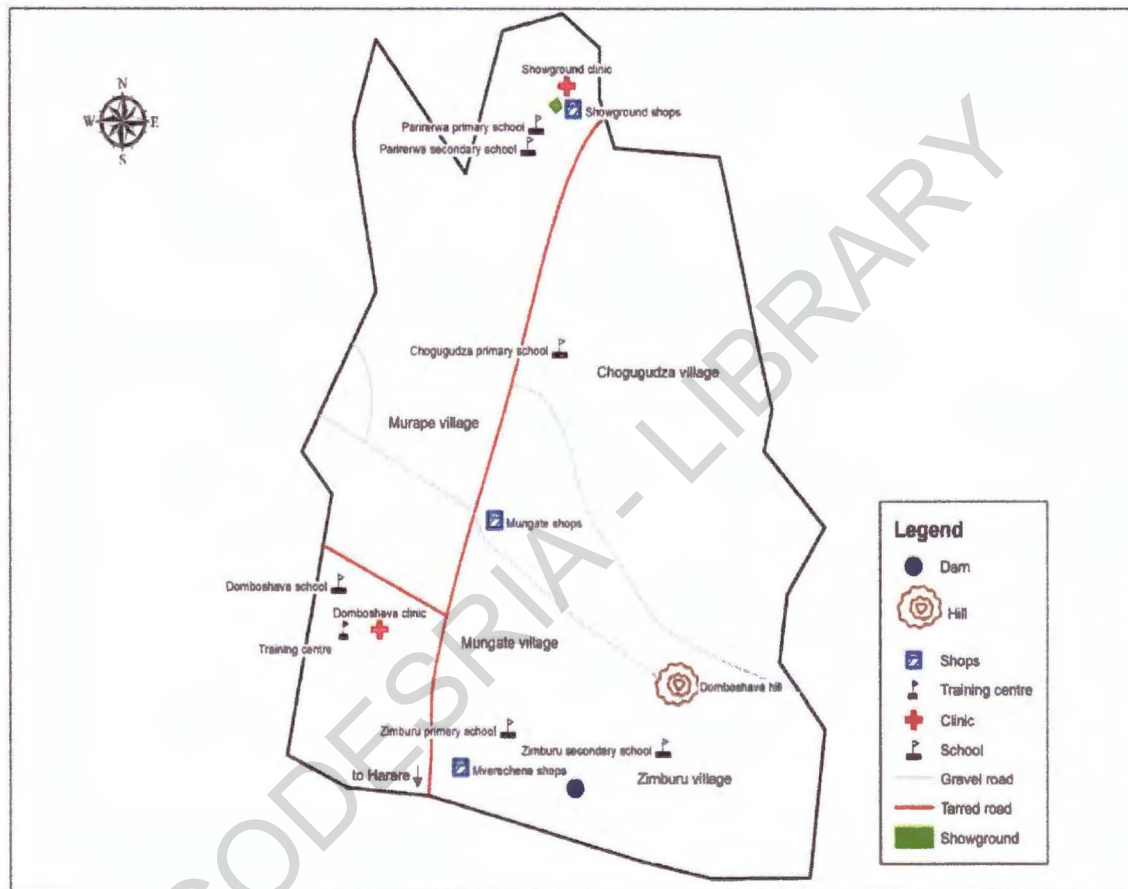 Showground clinic
Showground shops
N
W E
S
Parirerwa primary school
Parirerwa secondary school
Chogugudza primary school
Chogugudza village
Murape village
Mungate shops
Domboshava school
Domboshava clinic
Training centre
Mungate village
Domboshava hill
Zimburu primary school
Zimburu secondary school
Mverechena shops
Zimburu village
to Harare
Legend
Dam
Hill
Shops
Training centre
Clinic
School
Gravel road
Tarred road
Showground
CODESRIA - LIBRARY